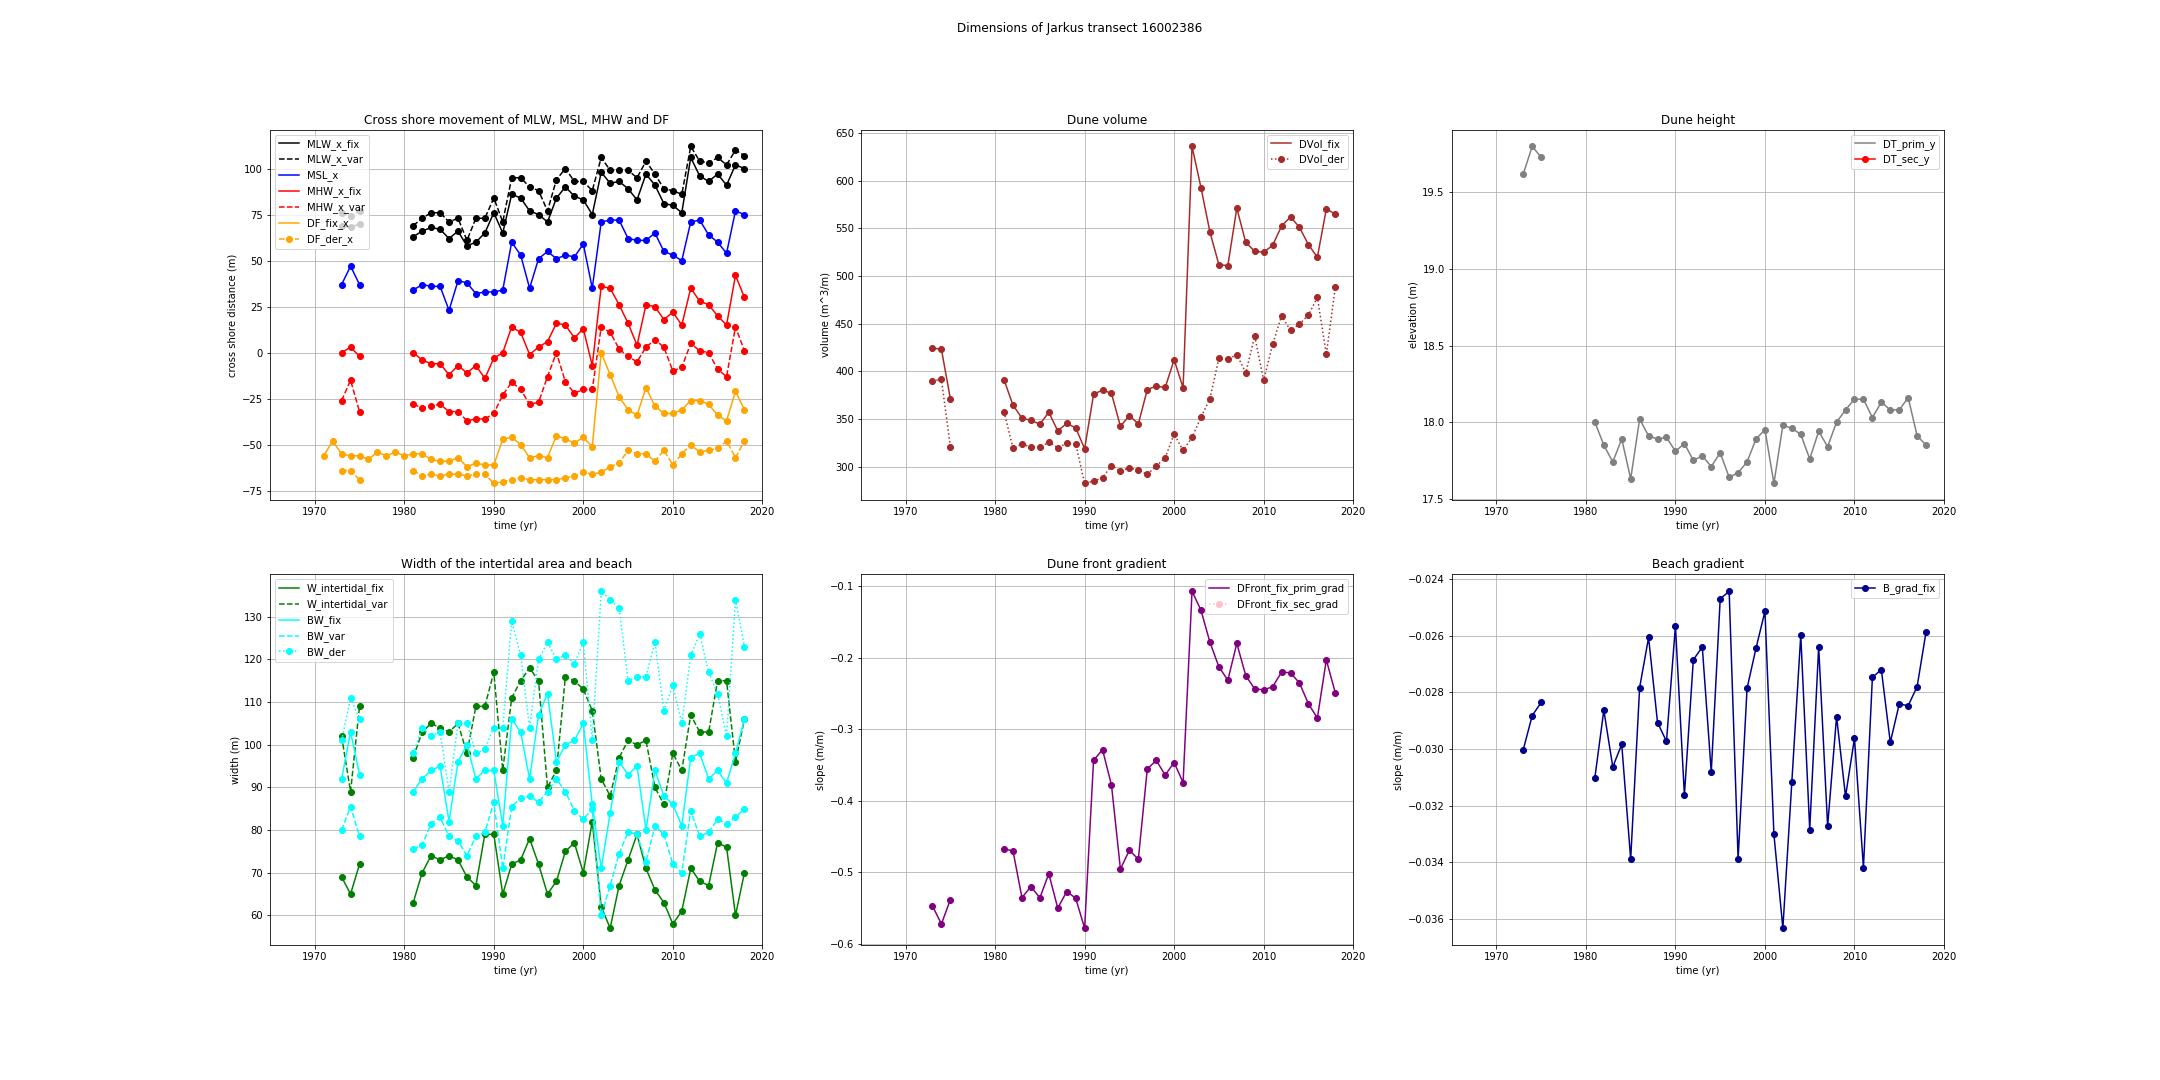 Dimensions of Jarkus transect 16002386
Cross shore movement of MLW, MSL, MHW and DF
cross shore distance (m)
100
75
50
25
0
−25
−50
−75
MLW_x_fix
MLW_x_var
MSL_x
MHW_x_fix
MHW_x_var
DF_fix_x
DF_der_x
1970 1980 1990 2000 2010 2020
time (yr)
Dune volume
volume (m^3/m)
650
600
550
500
450
400
350
300
DVol_fix
DVol_der
1970 1980 1990 2000 2010 2020
time (yr)
Dune height
elevation (m)
19.5
19.0
18.5
18.0
17.5
DT_prim_y
DT_sec_y
1970 1980 1990 2000 2010 2020
time (yr)
Width of the intertidal area and beach
width (m)
130
120
110
100
90
80
70
60
W_intertidal_fix
W_intertidal_var
BW_fix
BW_var
BW_der
1970 1980 1990 2000 2010 2020
time (yr)
Dune front gradient
slope (m/m)
−0.1
−0.2
−0.3
−0.4
−0.5
−0.6
DFront_fix_prim_grad
DFront_fix_sec_grad
1970 1980 1990 2000 2010 2020
time (yr)
Beach gradient
slope (m/m)
−0.024
−0.026
−0.028
−0.030
−0.032
−0.034
−0.036
B_grad_fix
1970 1980 1990 2000 2010 2020
time (yr)